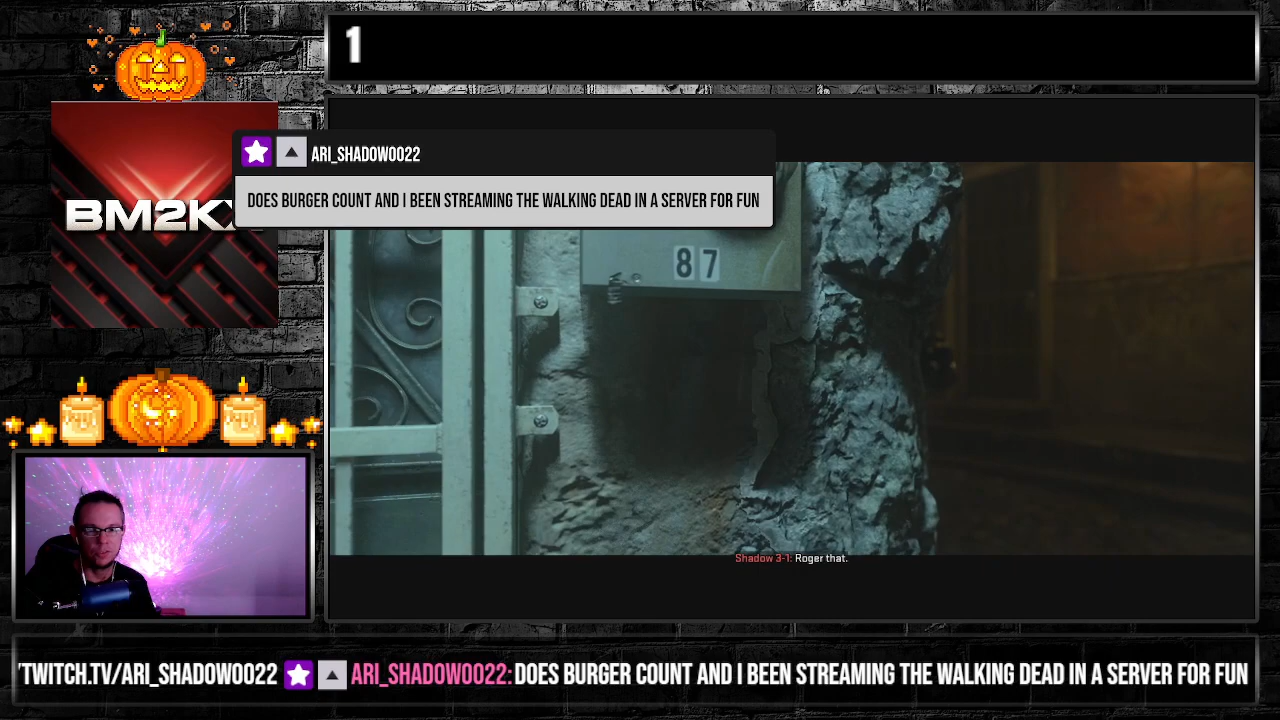 1
ARI_SHADOW0022
DOES BURGER COUNT AND I BEEN STREAMING THE WALKING DEAD IN A SERVER FOR FUN
BM2K
87
Shadow 3-1: Roger that.
'TWITCH.TV/ARI_SHADOW0022 ARI_SHADOW0022: DOES BURGER COUNT AND I BEEN STREAMING THE WALKING DEAD IN A SERVER FOR FUN